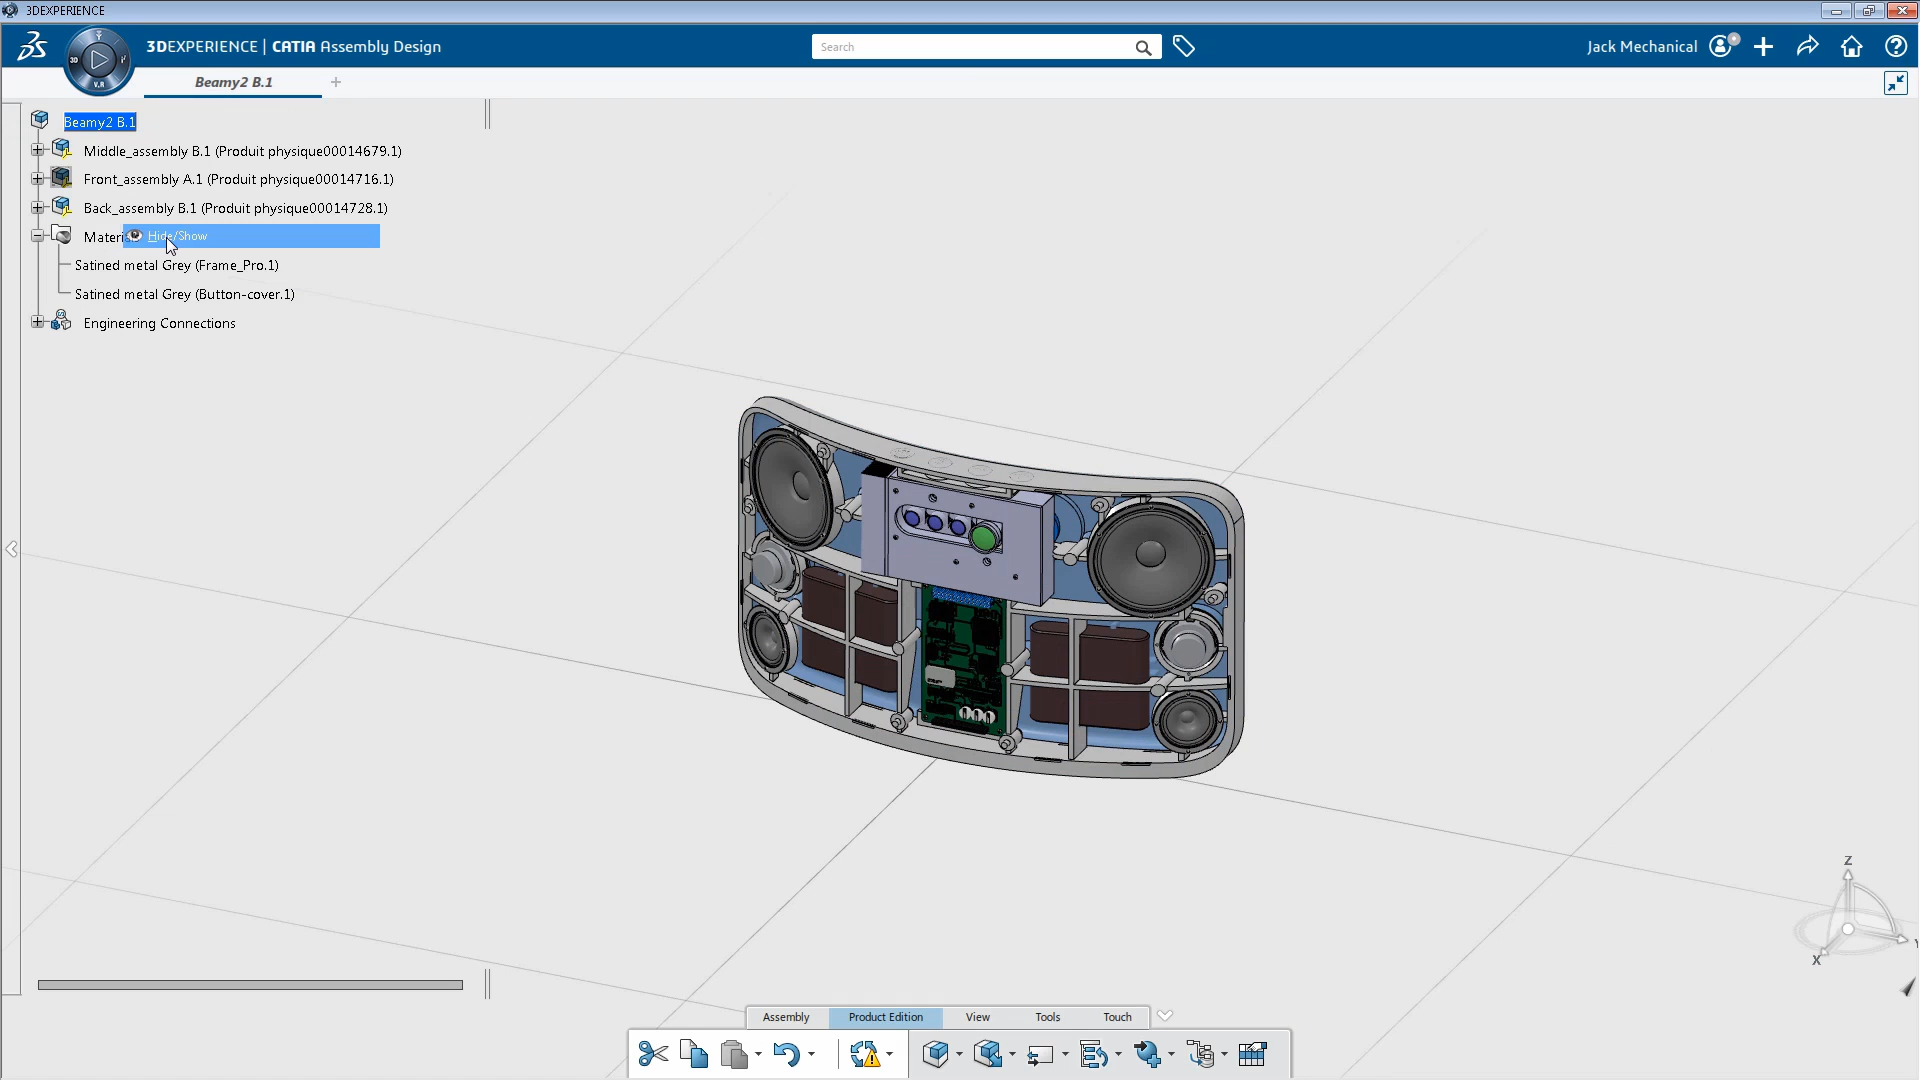 3DEXPERIENCE
3DEXPERIENCE | CATIA Assembly Design
Search
Jack Mechanical
3D
V.R
Beamy2 B.1
Beamy2 B.1
Middle_assembly B.1 (Produit physique00014679.1)
Front_assembly A.1 (Produit physique00014716.1)
Back_assembly B.1 (Produit physique00014728.1)
Materi
Hide/Show
Satined metal Grey (Frame_Pro.1)
Satined metal Grey (Button-cover.1)
Engineering Connections
Z
Y
X
Assembly
Product Edition
View
Tools
Touch